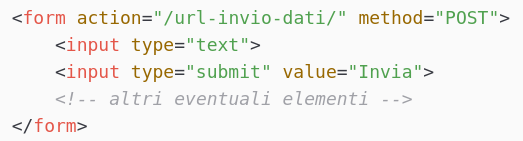 <form action="/url-invio-dati/" method="POST">
    <input type="text">
    <input type="submit" value="Invia">
    <!-- altri eventuali elementi -->
</form>